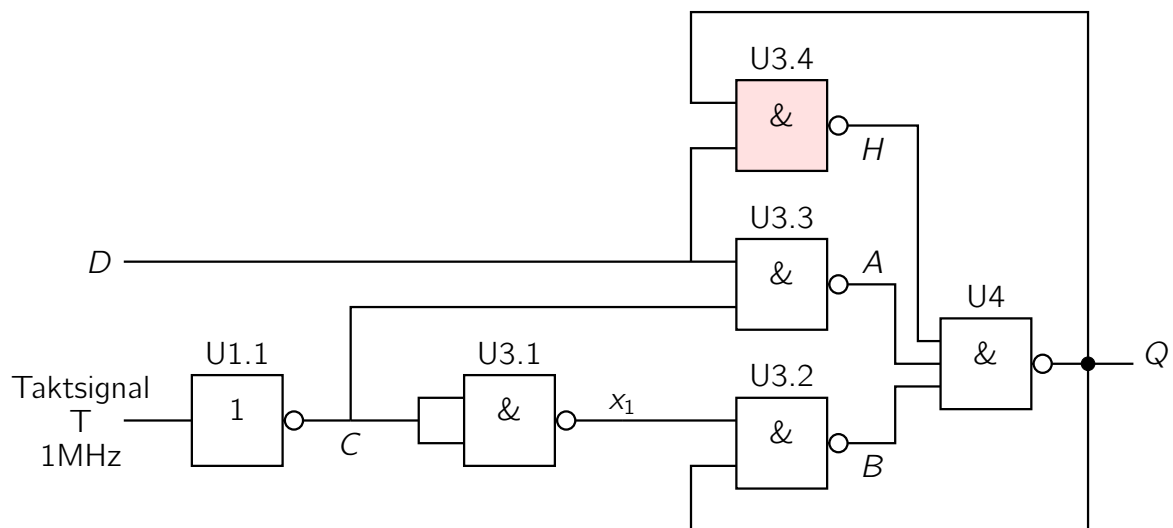 U3.4
&
H
U3.3
D
&
A
U4
U1.1
U3.1
&
Q
Taktsignal
T
1MHz
1
C
&
x₁
U3.2
&
B